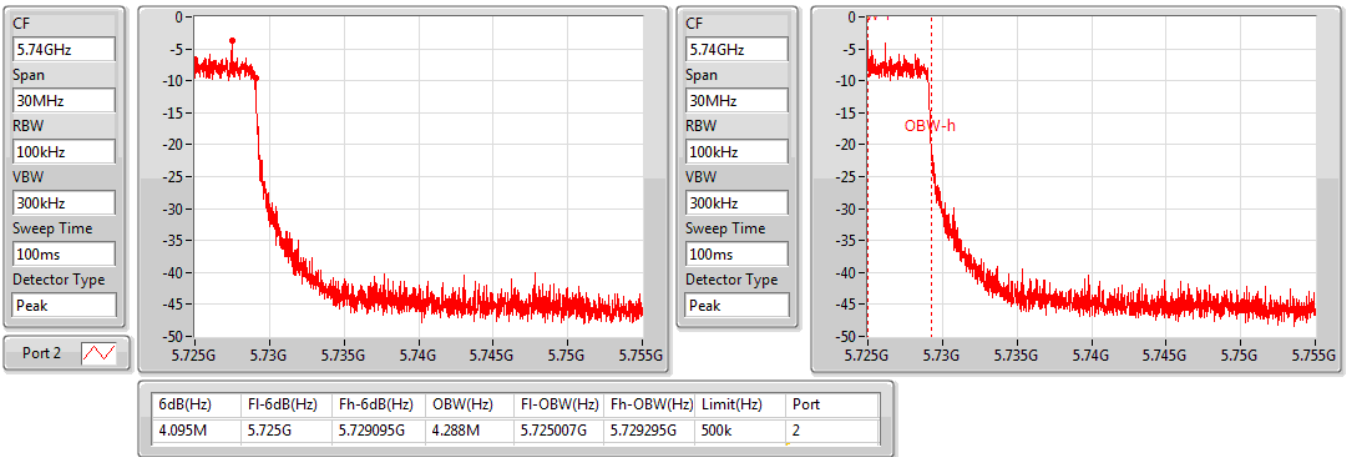 CF
5.74GHz
Span
30MHz
RBW
100kHz
VBW
300kHz
Sweep Time
100ms
Detector Type
Peak
Port 2
0
-5
-10
-15
-20
-25
-30
-35
-40
-45
-50
5.725G 5.73G 5.735G 5.74G 5.745G 5.75G 5.755G
CF
5.74GHz
Span
30MHz
RBW
100kHz
VBW
300kHz
Sweep Time
100ms
Detector Type
Peak
0
-5
-10
-15
-20
-25
-30
-35
-40
-45
-50
OBW-h
5.725G 5.73G 5.735G 5.74G 5.745G 5.75G 5.755G
6dB(Hz) Fl-6dB(Hz) Fh-6dB(Hz) OBW(Hz) Fl-OBW(Hz) Fh-OBW(Hz) Limit(Hz) Port
4.095M 5.725G 5.729095G 4.288M 5.725007G 5.729295G 500k 2